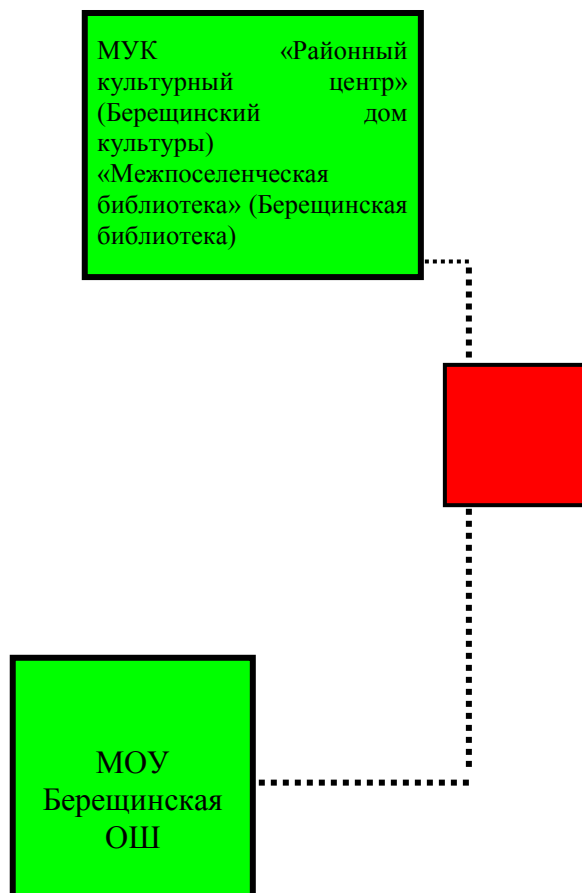 МУК «Районный
культурный центр»
(Берещинский дом
культуры)
«Межпоселенческая
библиотека» (Берещинская
библиотека)
МОУ
Берещинская
ОШ